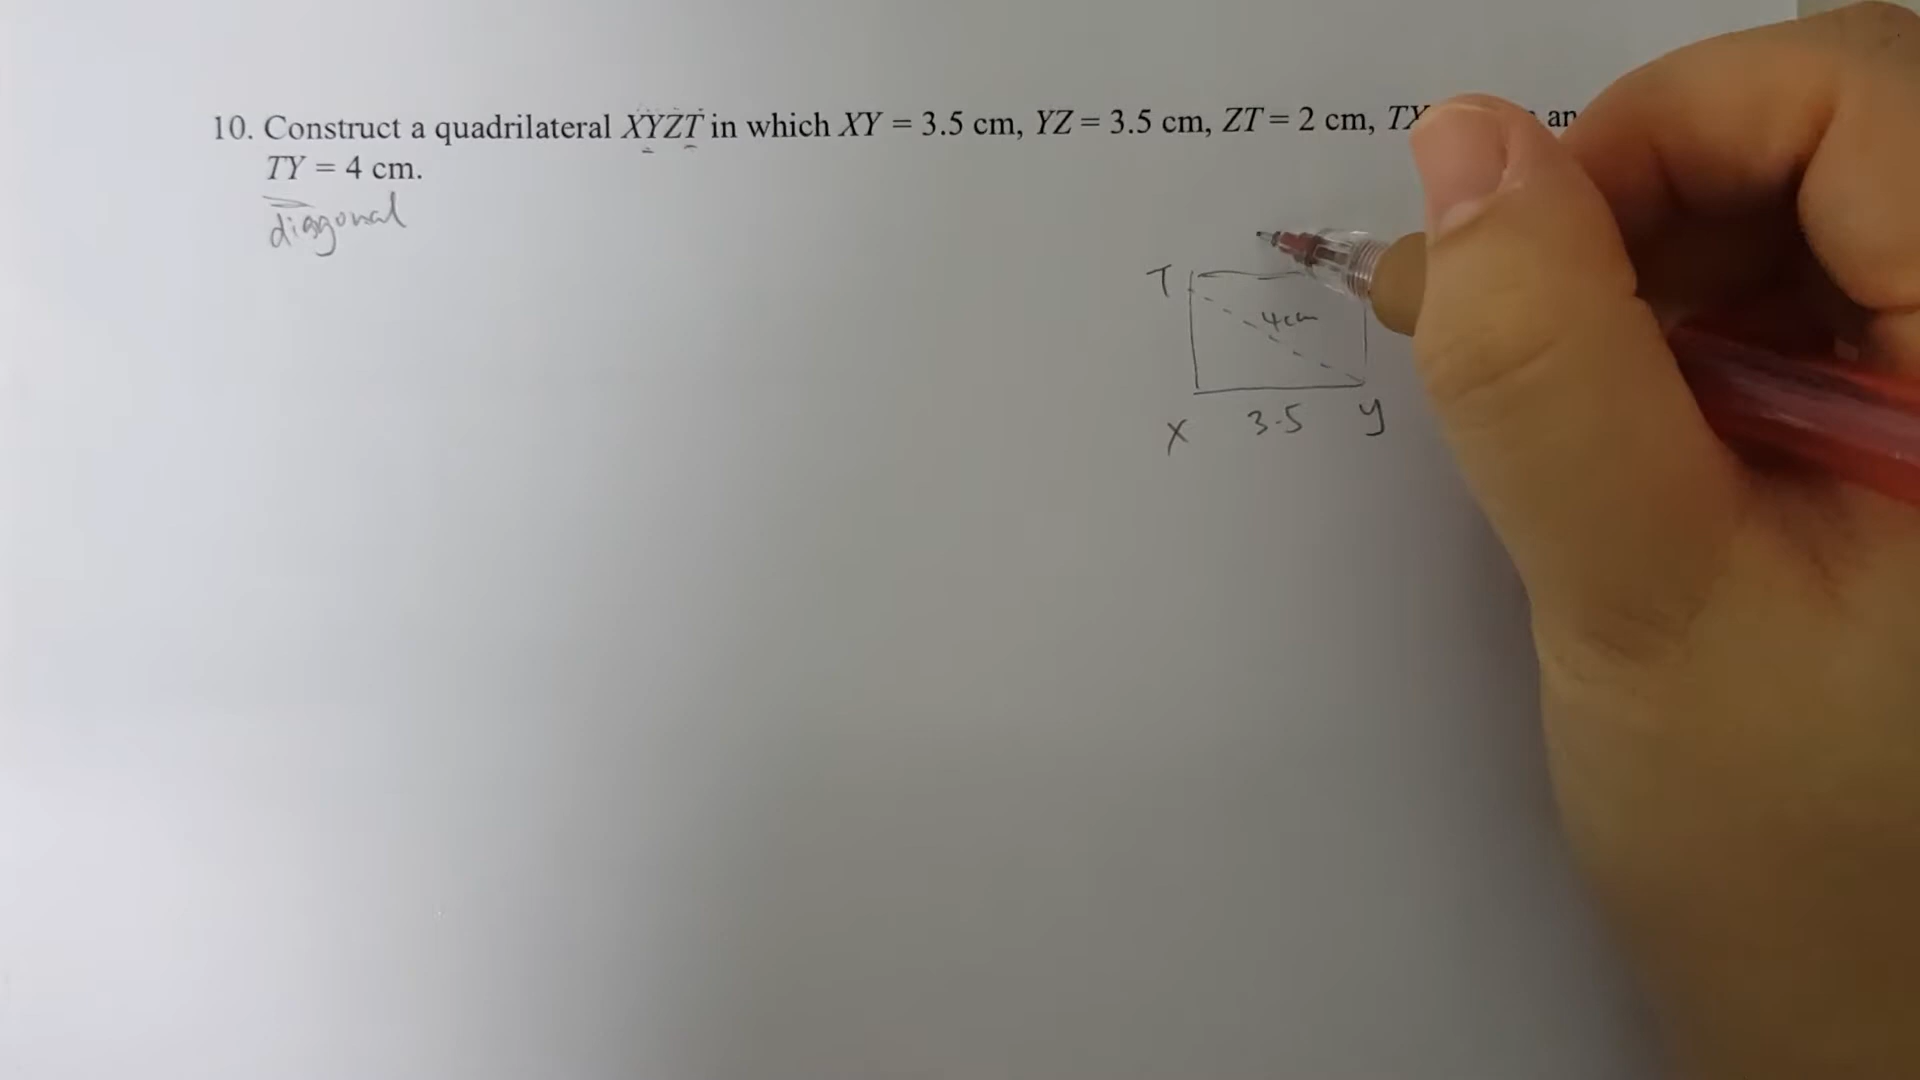 10. Construct a quadrilateral XYZT in which XY = 3.5 cm, YZ = 3.5 cm, ZT = 2 cm, TX
TY = 4 cm.
diagonal
T
4cm
X 3.5 y